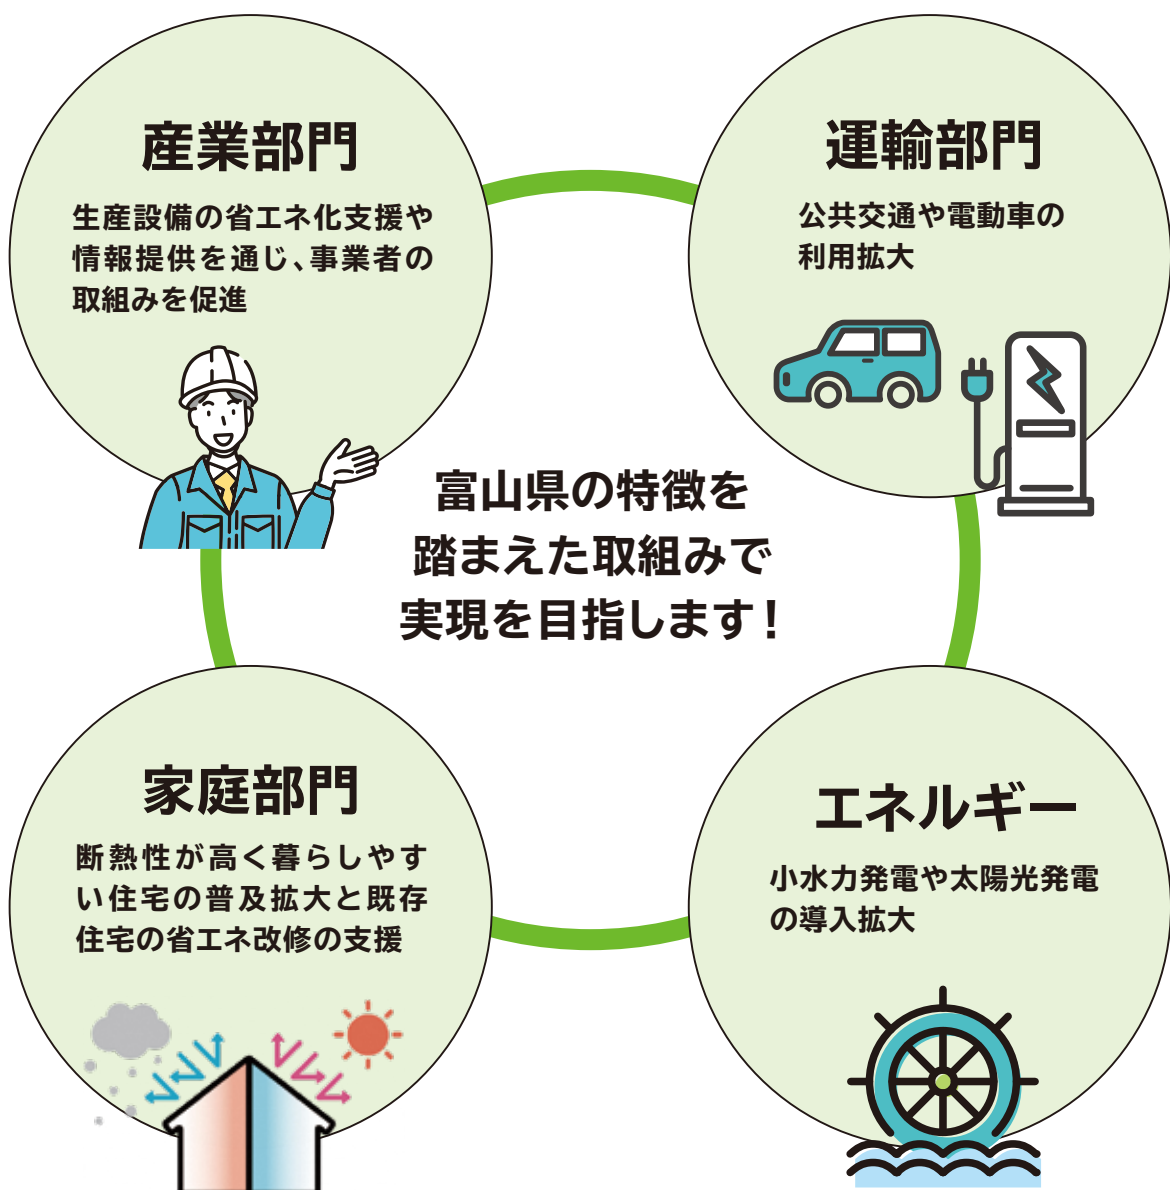 産業部門
生産設備の省エネ化支援や
情報提供を通じ、事業者の
取組みを促進
運輸部門
公共交通や電動車の
利用拡大
富山県の特徴を
踏まえた取組みで
実現を目指します！
家庭部門
断熱性が高く暮らしやす
い住宅の普及拡大と既存
住宅の省エネ改修の支援
エネルギー
小水力発電や太陽光発電
の導入拡大